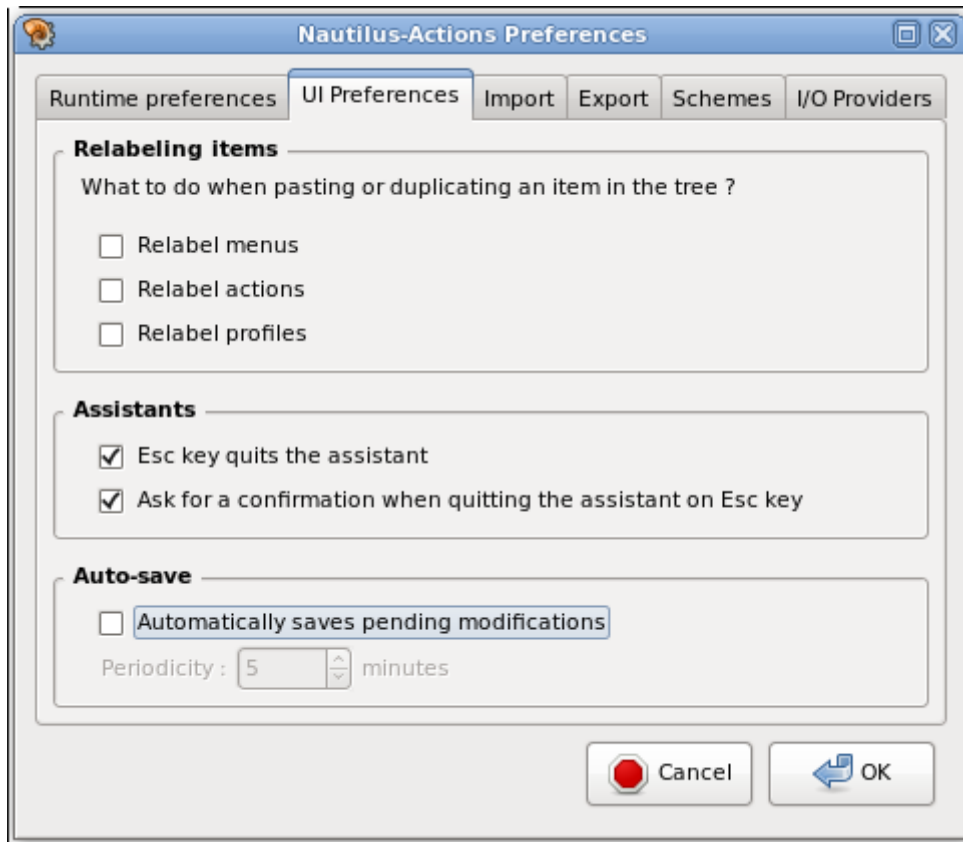 Nautilus-Actions Preferences
Runtime preferences UI Preferences Import Export Schemes I/O Providers
Relabeling items
What to do when pasting or duplicating an item in the tree ?
Relabel menus
Relabel actions
Relabel profiles
Assistants
Esc key quits the assistant
Ask for a confirmation when quitting the assistant on Esc key
Auto-save
Automatically saves pending modifications
Periodicity : 5 minutes
Cancel OK